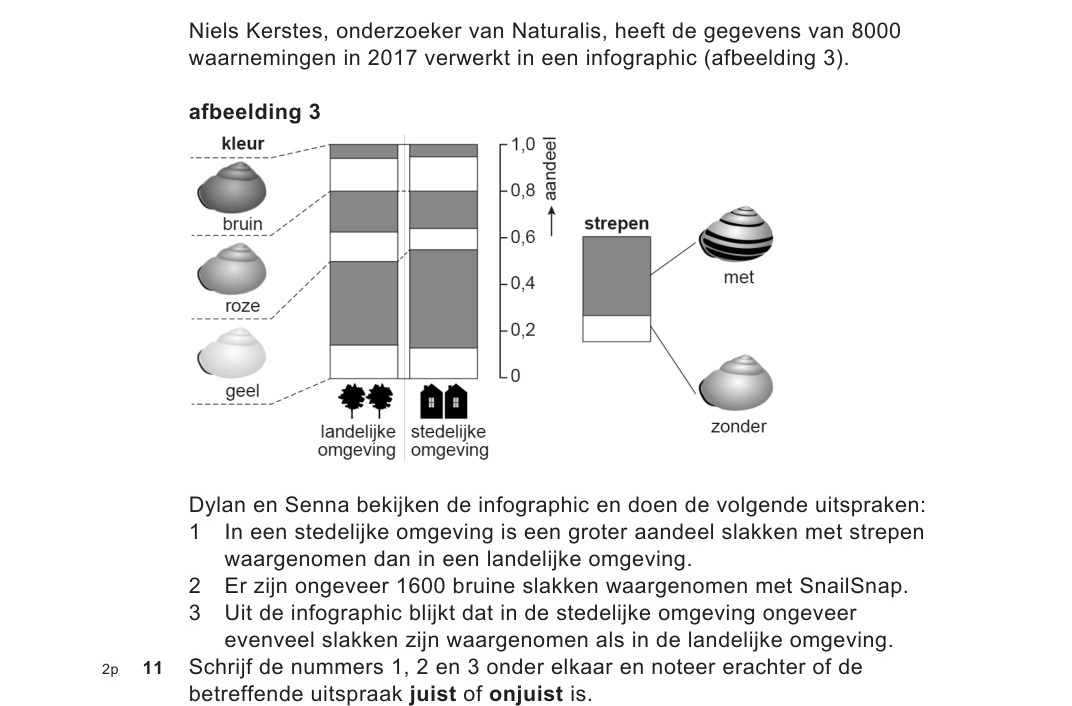 Niels Kerstes, onderzoeker van Naturalis, heeft de gegevens van 8000
waarnemingen in 2017 verwerkt in een infographic (afbeelding 3).
afbeelding 3
kleur
bruin
roze
geel
1,0
0,8
0,6
0,4
0,2
0
aandeel
landelijke
omgeving
stedelijke
omgeving
strepen
met
zonder
Dylan en Senna bekijken de infographic en doen de volgende uitspraken:
1 In een stedelijke omgeving is een groter aandeel slakken met strepen
waargenomen dan in een landelijke omgeving.
2 Er zijn ongeveer 1600 bruine slakken waargenomen met SnailSnap.
3 Uit de infographic blijkt dat in de stedelijke omgeving ongeveer
evenveel slakken zijn waargenomen als in de landelijke omgeving.
2p 11 Schrijf de nummers 1, 2 en 3 onder elkaar en noteer erachter of de
betreffende uitspraak juist of onjuist is.